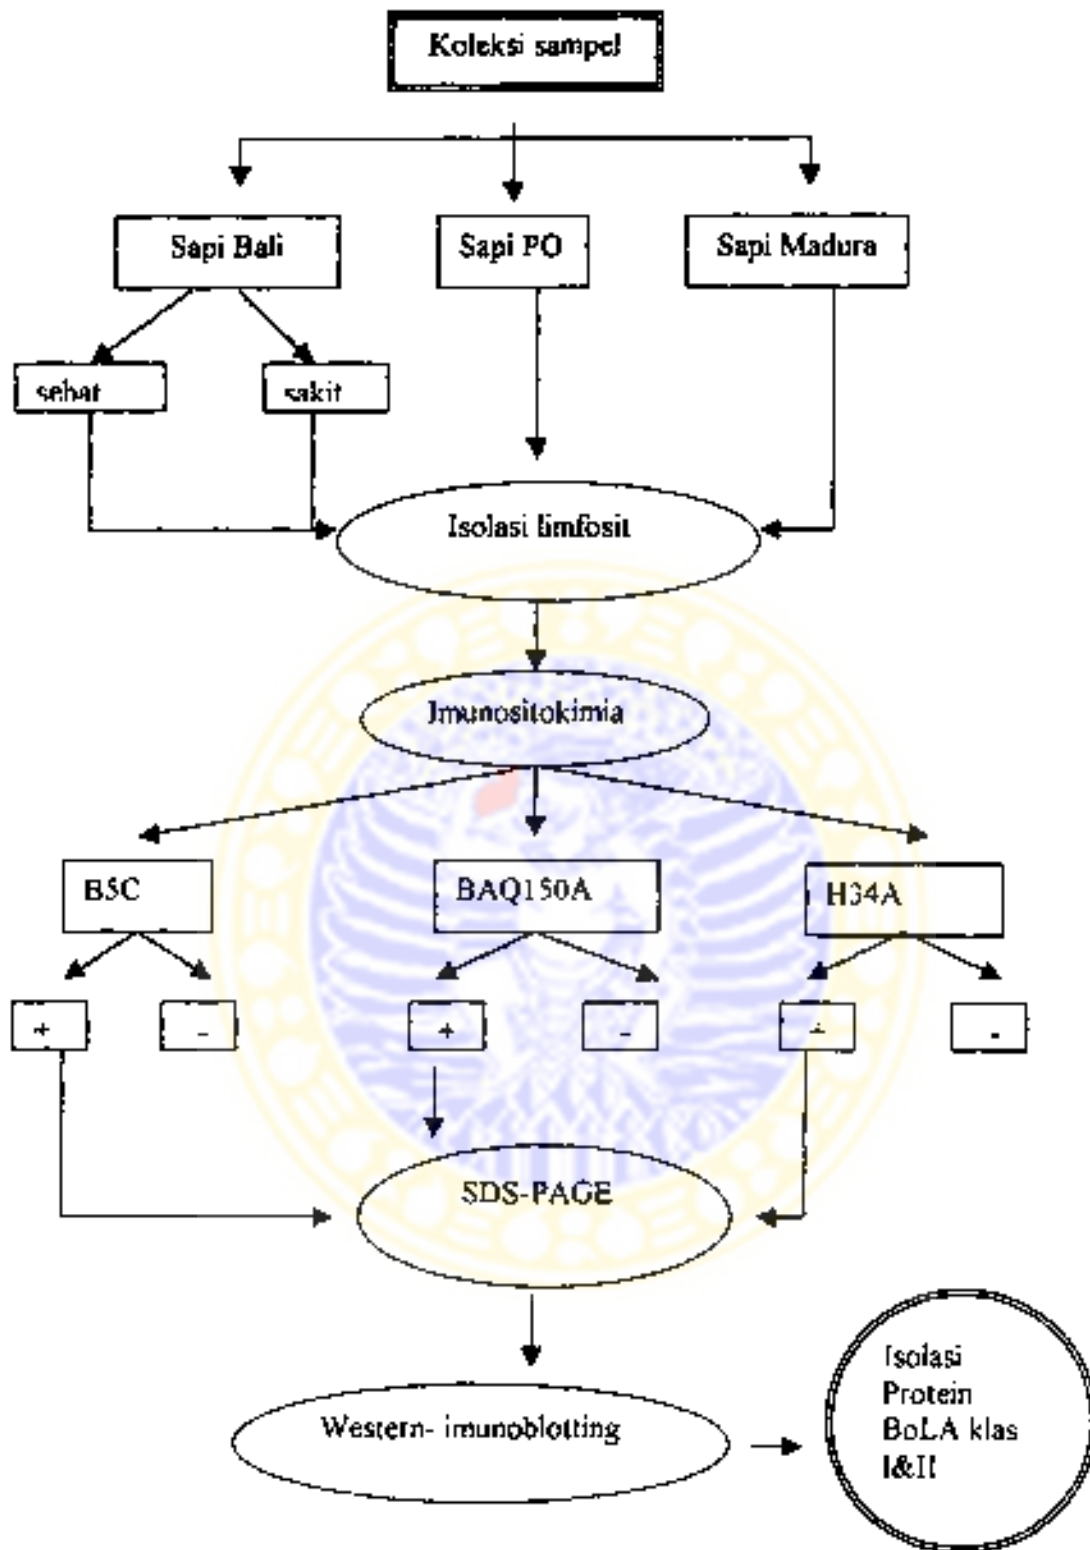 Koleksi sampel
Sapi Bali
Sapi PO
Sapi Madura
sehat
sakit
Isolasi limfosit
Imunositokimia
B5C
BAQ150A
H34A
+
-
+
-
+
-
SDS-PAGE
Western- imunoblotting
Isolasi
Protein
BoLA klas
I&II